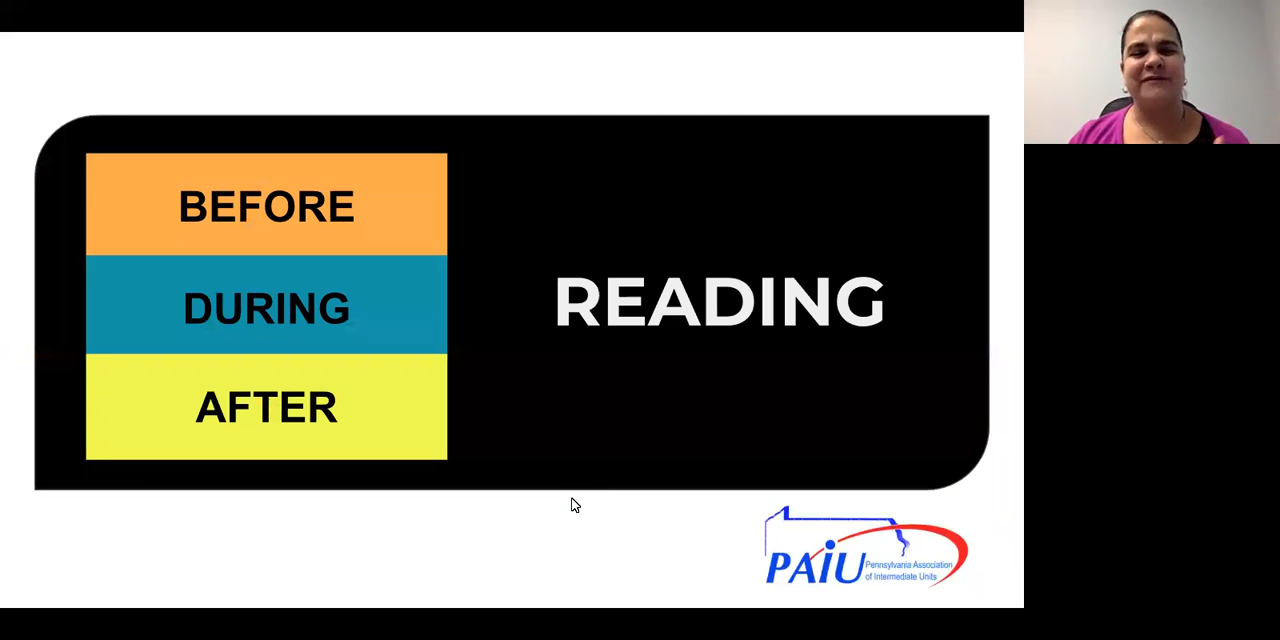 BEFORE
DURING
AFTER
READING
PAIU
Pennsylvania Association
of Intermediate Units